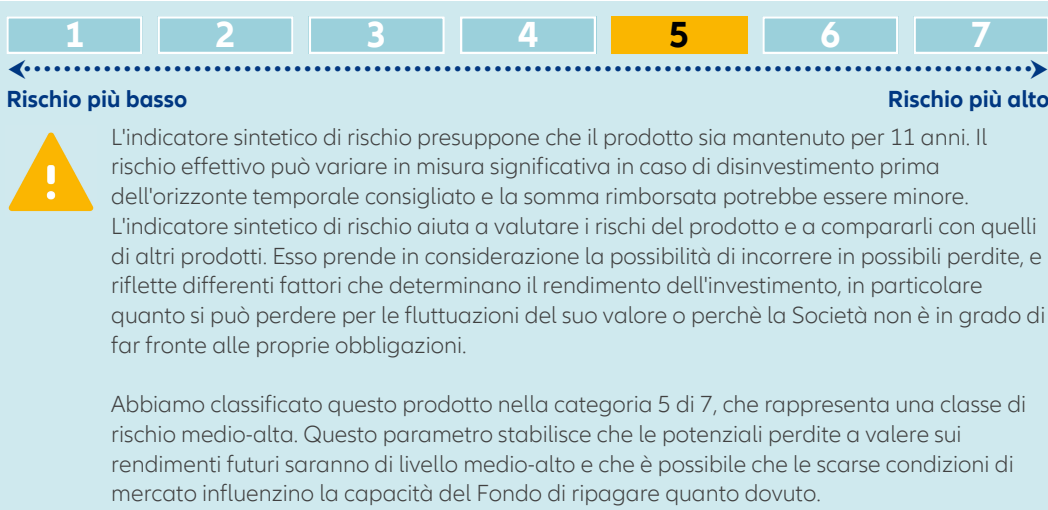 1 2 3 4 5 6 7
Rischio più basso Rischio più alto
L'indicatore sintetico di rischio presuppone che il prodotto sia mantenuto per 11 anni. Il
rischio effettivo può variare in misura significativa in caso di disinvestimento prima
dell'orizzonte temporale consigliato e la somma rimborsata potrebbe essere minore.
L'indicatore sintetico di rischio aiuta a valutare i rischi del prodotto e a compararli con quelli
di altri prodotti. Esso prende in considerazione la possibilità di incorrere in possibili perdite, e
riflette differenti fattori che determinano il rendimento dell'investimento, in particolare
quanto si può perdere per le fluttuazioni del suo valore o perchè la Società non è in grado di
far fronte alle proprie obbligazioni.
Abbiamo classificato questo prodotto nella categoria 5 di 7, che rappresenta una classe di
rischio medio-alta. Questo parametro stabilisce che le potenziali perdite a valere sui
rendimenti futuri saranno di livello medio-alto e che è possibile che le scarse condizioni di
mercato influenzino la capacità del Fondo di ripagare quanto dovuto.